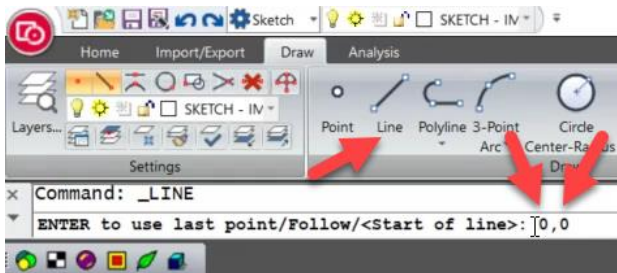 Sketch SKETCH - IN
Home Import/Export Draw Analysis
SKETCH - IN
Layers... Point Line Polyline 3-Point Circle
Arc Center-Radius
Settings
Command: _LINE
ENTER to use last point/Follow/<Start of line>: 0,0